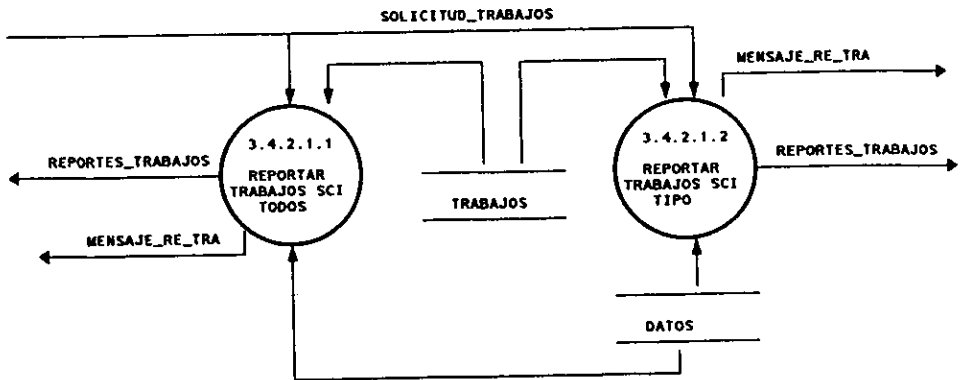 SOLICITUD_TRABAJOS
MENSAJE_RE_TRA
3.4.2.1.1
REPORTAR
TRABAJOS SCI
TODOS
3.4.2.1.2
REPORTAR
TRABAJOS SCI
TIPO
REPORTES_TRABAJOS
REPORTES_TRABAJOS
TRABAJOS
MENSAJE_RE_TRA
DATOS